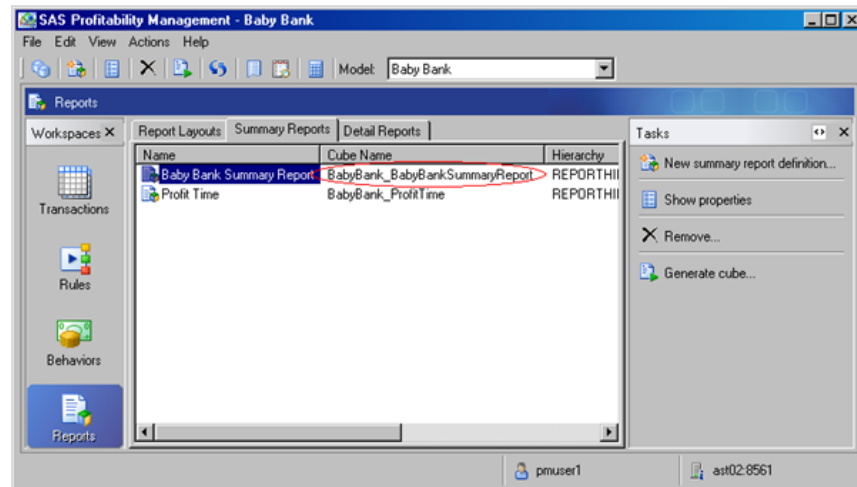 SAS Profitability Management - Baby Bank
File Edit View Actions Help
Model: Baby Bank
Reports
Workspaces
Report Layouts Summary Reports Detail Reports
Tasks
Name Cube Name Hierarchy
Baby Bank Summary Report BabyBank_BabyBankSummaryReport REPORTHII
Profit Time BabyBank_ProfitTime REPORTHII
New summary report definition...
Show properties
Remove...
Generate cube...
Transactions
Rules
Behaviors
Reports
pmuser1 ast02:8561